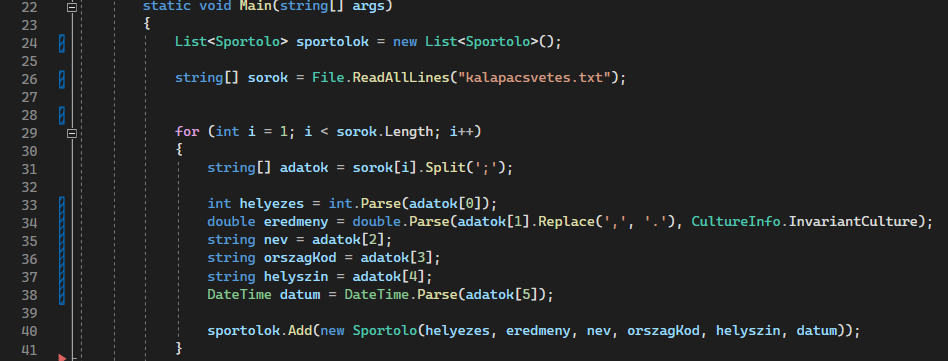 22 static void Main(string[] args)
23 {
24 List<Sportolo> sportolok = new List<Sportolo>();
25
26 string[] sorok = File.ReadAllLines("kalapacsvetes.txt");
27
28
29 for (int i = 1; i < sorok.Length; i++)
30 {
31 string[] adatok = sorok[i].Split(';');
32
33 int helyezes = int.Parse(adatok[0]);
34 double eredmeny = double.Parse(adatok[1].Replace(',', '.'), CultureInfo.InvariantCulture);
35 string nev = adatok[2];
36 string orszagKod = adatok[3];
37 string helyszin = adatok[4];
38 DateTime datum = DateTime.Parse(adatok[5]);
39
40 sportolok.Add(new Sportolo(helyezes, eredmeny, nev, orszagKod, helyszin, datum));
41 }